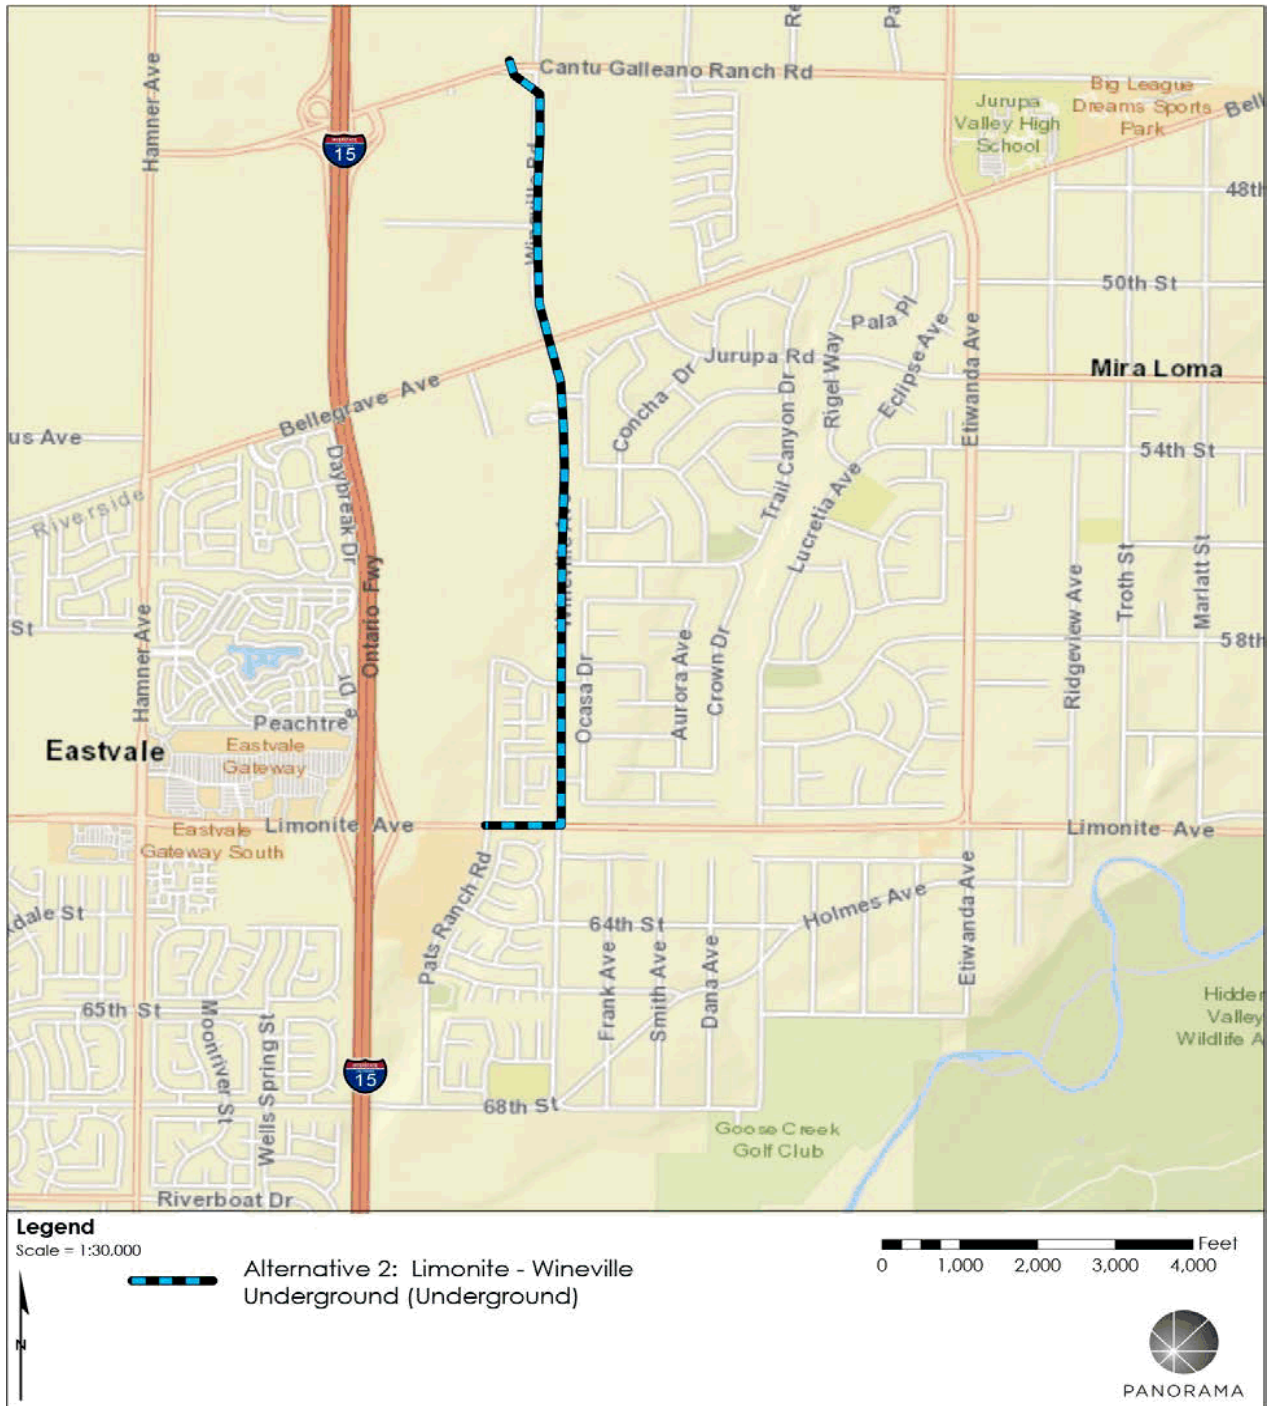 Re
Pa
Hamner Ave
Cantu Galleano Ranch Rd
Big League
Dreams Sports
Park
Jurupa
Valley High
School
Bell
15
48th
50th St
Pala Pl
Jurupa Rd
Mira Loma
Rigel Way
Eclipse Ave
Etiwanda Ave
Concha Dr
Trail Canyon Dr
Bellegrave Ave
us Ave
Daybreak Dr
54th St
Riverside
Lucretia Ave
Ontario Fwy
Troth St
Marlatt St
Ridgeview Ave
St
Hamner Ave
58th
Ocasa Dr
Aurora Ave
Crown Dr
e Dr
Peachtre
Eastvale
Eastvale
Gateway
Limonite Ave
Limonite Ave
Eastvale
Gateway South
Pats Ranch Rd
Etiwanda Ave
Holmes Ave
dale St
64th St
Frank Ave
Smith Ave
Dana Ave
65th St
Moonriver St
Wells Spring St
Hidden
Valley
Wildlife A
15
68th St
Goose Creek
Golf Club
Riverboat Dr
Legend
Scale = 1:30,000
Alternative 2: Limonite - Wineville
Underground (Underground)
Feet
0 1,000 2,000 3,000 4,000
N
PANORAMA